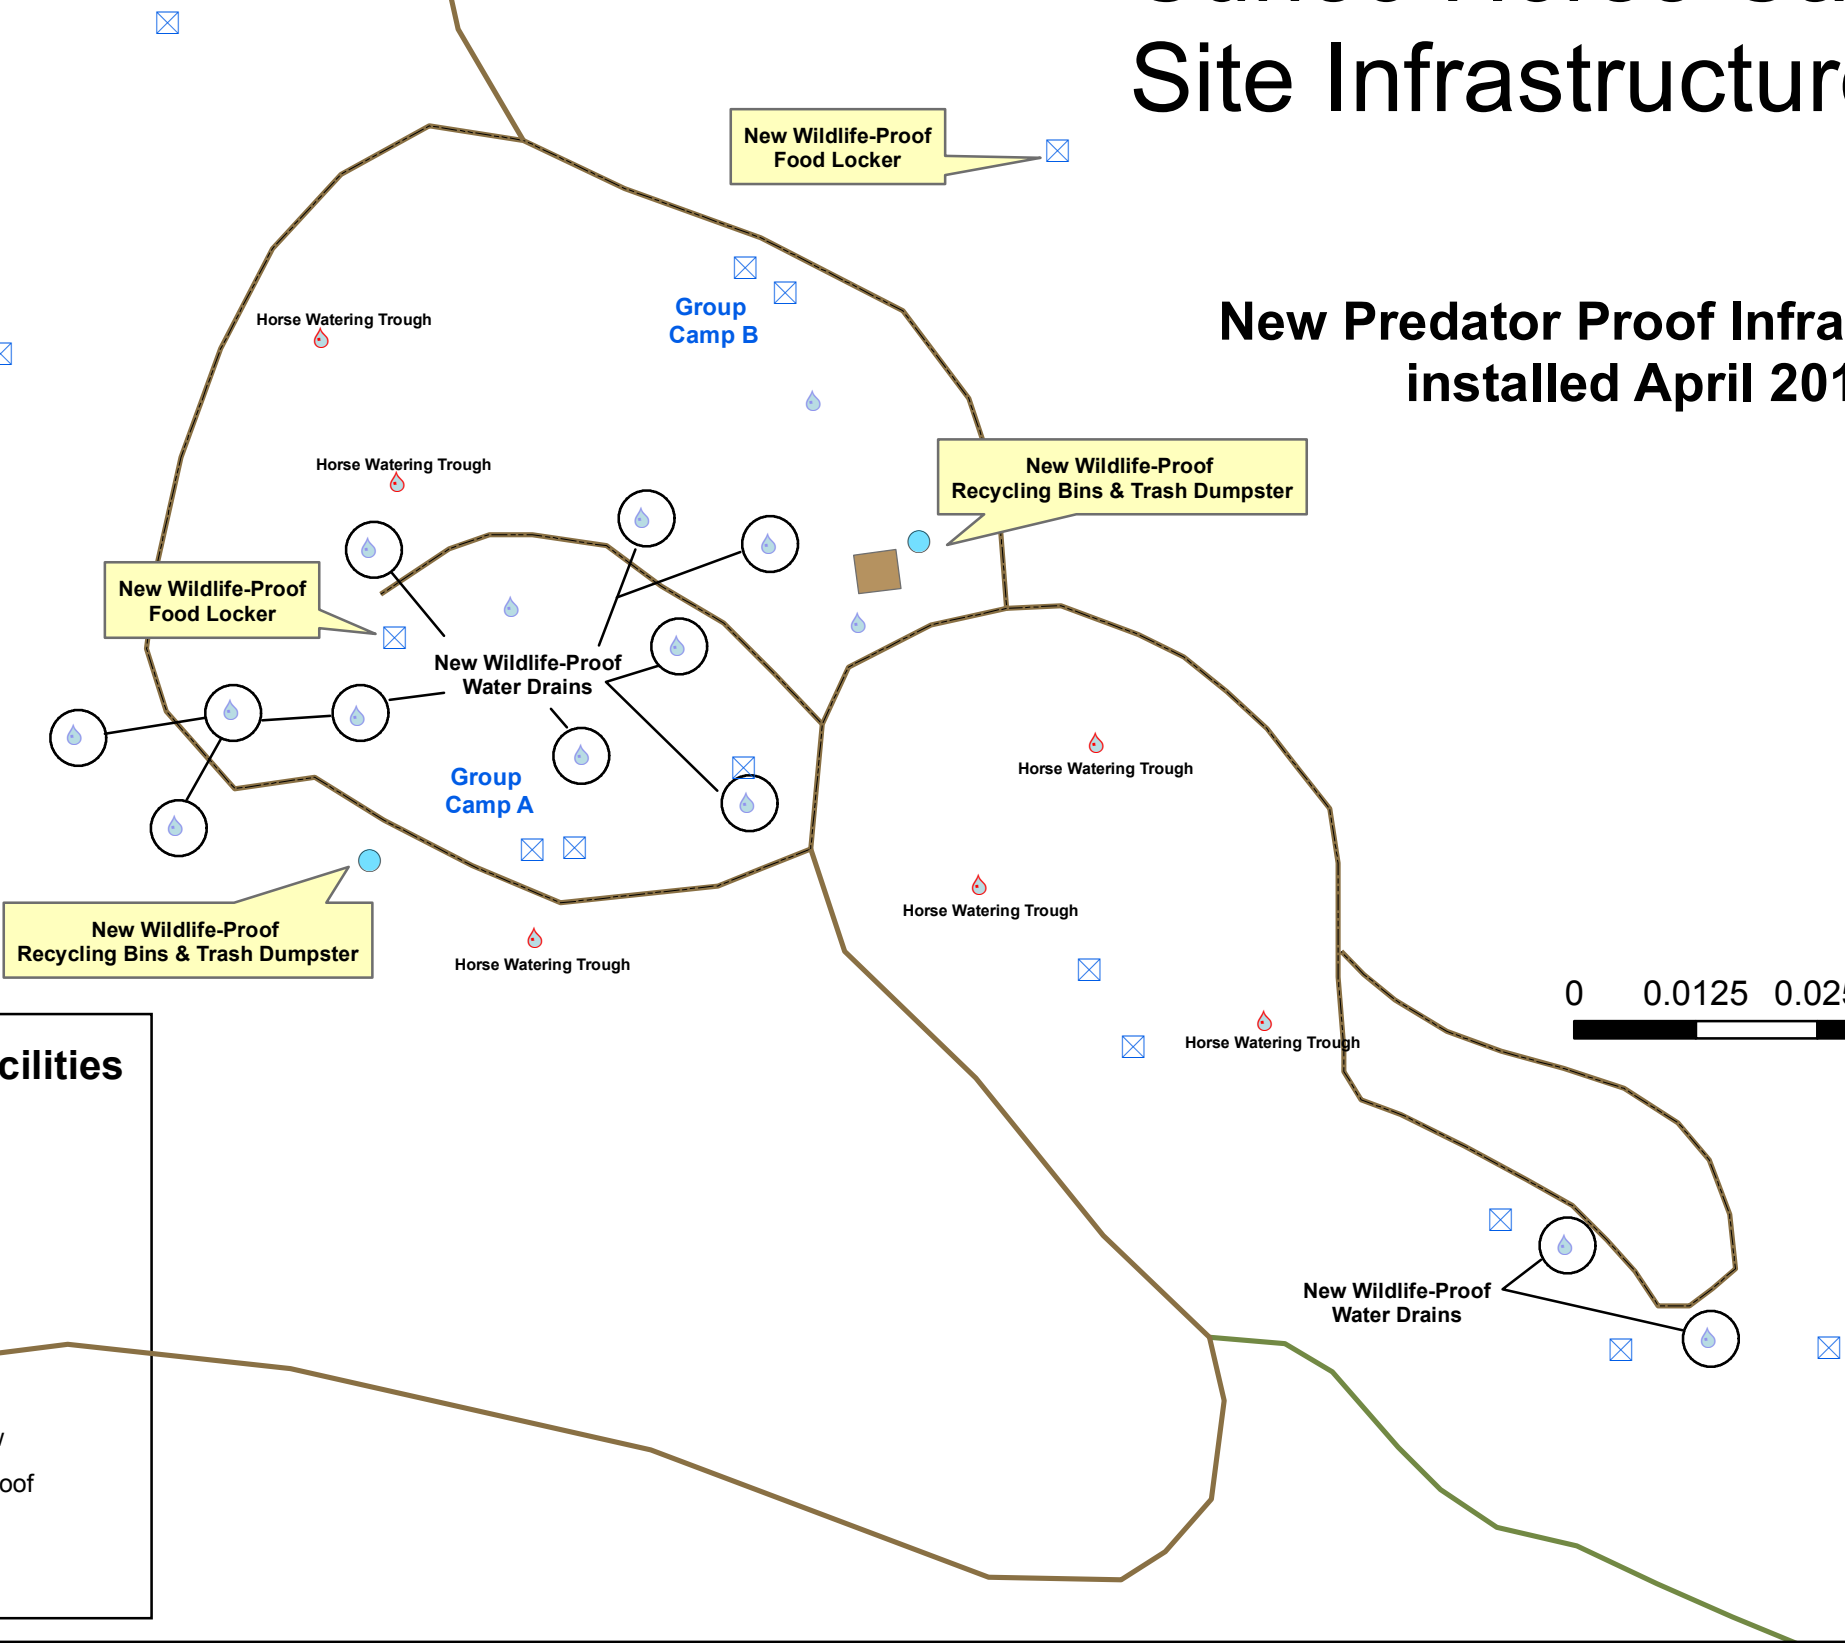 Site Infrastructure
New Wildlife-Proof
Food Locker
Group
Camp B
New Predator Proof Infra
installed April 201
Horse Watering Trough
Horse Watering Trough
New Wildlife-Proof
Recycling Bins & Trash Dumpster
New Wildlife-Proof
Food Locker
New Wildlife-Proof
Water Drains
Group
Camp A
Horse Watering Trough
Horse Watering Trough
New Wildlife-Proof
Recycling Bins & Trash Dumpster
Horse Watering Trough
Horse Watering Trough
0 0.0125 0.025
cilities
New Wildlife-Proof
Water Drains
oof